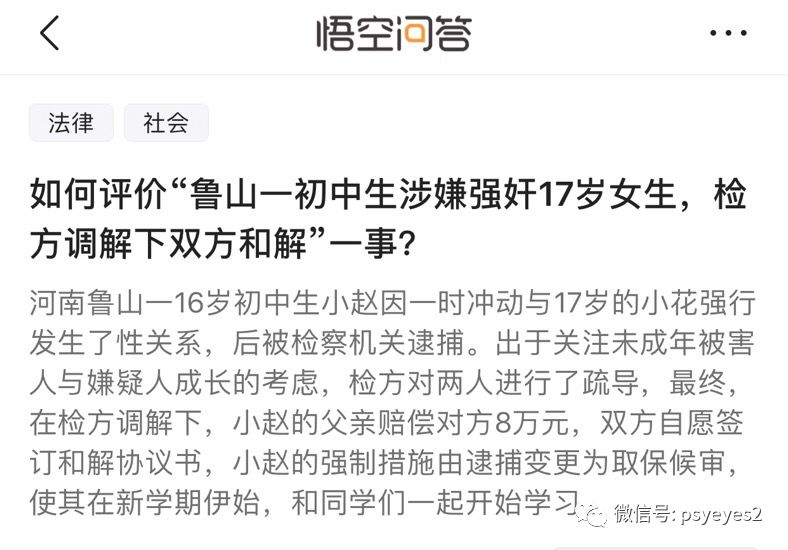 悟空问答
法律 社会
如何评价“鲁山一初中生涉嫌强奸17岁女生，检
方调解下双方和解”一事?
河南鲁山一16岁初中生小赵因一时冲动与17岁的小花强行
发生了性关系，后被检察机关逮捕。出于关注未成年被害
人与嫌疑人成长的考虑，检方对两人进行了疏导，最终，
在检方调解下，小赵的父亲赔偿对方8万元，双方自愿签
订和解协议书，小赵的强制措施由逮捕变更为取保候审，
使其在新学期伊始，和同学们一起开始学习
微信号: psyeyes2